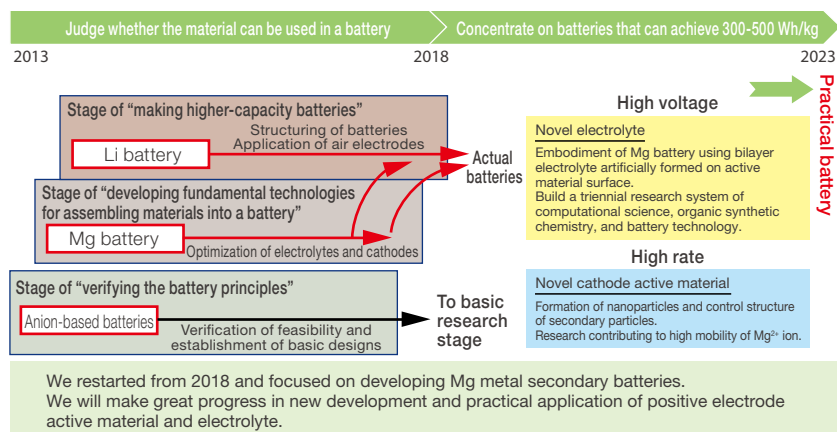 Judge whether the material can be used in a battery
Concentrate on batteries that can achieve 300-500 Wh/kg
2013
2018
2023
Stage of “making higher-capacity batteries”
Structuring of batteries
Application of air electrodes
Li battery
Actual
batteries
Stage of “developing fundamental technologies
for assembling materials into a battery”
Mg battery
Optimization of electrolytes and cathodes
Stage of “verifying the battery principles”
Anion-based batteries
Verification of feasibility and
establishment of basic designs
To basic
research
stage
High voltage
Novel electrolyte
Embodiment of Mg battery using bilayer
electrolyte artificially formed on active
material surface.
Build a triennial research system of
computational science, organic synthetic
chemistry, and battery technology.
High rate
Novel cathode active material
Formation of nanoparticles and control structure
of secondary particles.
Research contributing to high mobility of Mg²⁺ ion.
Practical battery
We restarted from 2018 and focused on developing Mg metal secondary batteries.
We will make great progress in new development and practical application of positive electrode
active material and electrolyte.